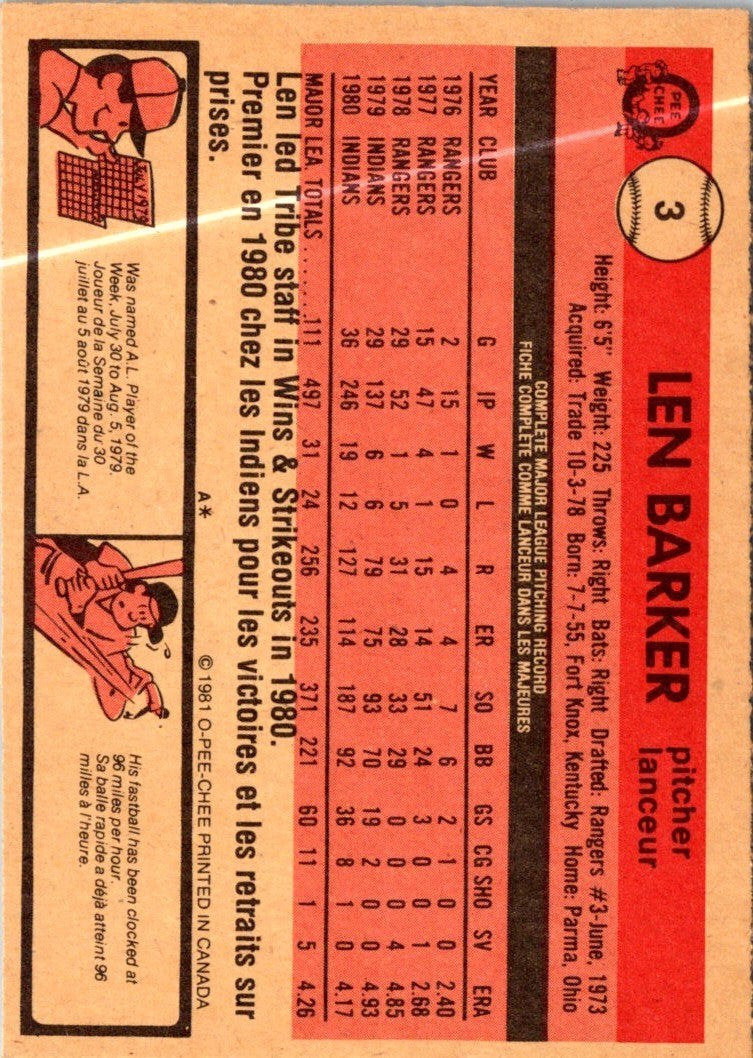 O
PEE
CHEE
3
LEN BARKER
pitcher
lanceur
Height: 6'5" Weight: 225 Throws: Right Bats: Right Drafted: Rangers #3-June, 1973
Acquired: Trade 10-3-78 Born: 7-7-55, Fort Knox, Kentucky Home: Parma, Ohio
COMPLETE MAJOR LEAGUE PITCHING RECORD
FICHE COMPLÈTE COMME LANCEUR DANS LES MAJEURES
YEAR CLUB G IP W L R ER SO BB GS CG SHO SV ERA
1976 RANGERS 2 15 1 0 4 4 7 6 2 1 0 0 2.40
1977 RANGERS 15 47 4 1 15 14 51 24 3 0 0 1 2.68
1978 RANGERS 29 52 1 5 31 28 33 29 0 0 0 4 4.85
1979 INDIANS 29 137 6 6 79 75 93 70 19 2 0 0 4.93
1980 INDIANS 36 246 19 12 127 114 187 92 36 8 1 0 4.17
MAJOR LEA TOTALS ...... 111 497 31 24 256 235 371 221 60 11 1 5 4.26
Len led Tribe staff in Wins & Strikeouts in 1980.
Premier en 1980 chez les Indiens pour les victoires et les retraits sur
prises.
A*
© 1981 O-PEE-CHEE PRINTED IN CANADA
JULY 1979
Was named A.L. Player of the
Week, July 30 to Aug. 5, 1979.
Joueur de la Semaine du 30
juillet au 5 août 1979 dans la L.A.
His fastball has been clocked at
96 miles per hour.
Sa balle rapide a déjà atteint 96
milles à l'heure.